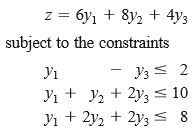 z = 6y₁ + 8y₂ + 4y₃
subject to the constraints
y₁ − y₃ ≤ 2
y₁ + y₂ + 2y₃ ≤ 10
y₁ + 2y₂ + 2y₃ ≤ 8